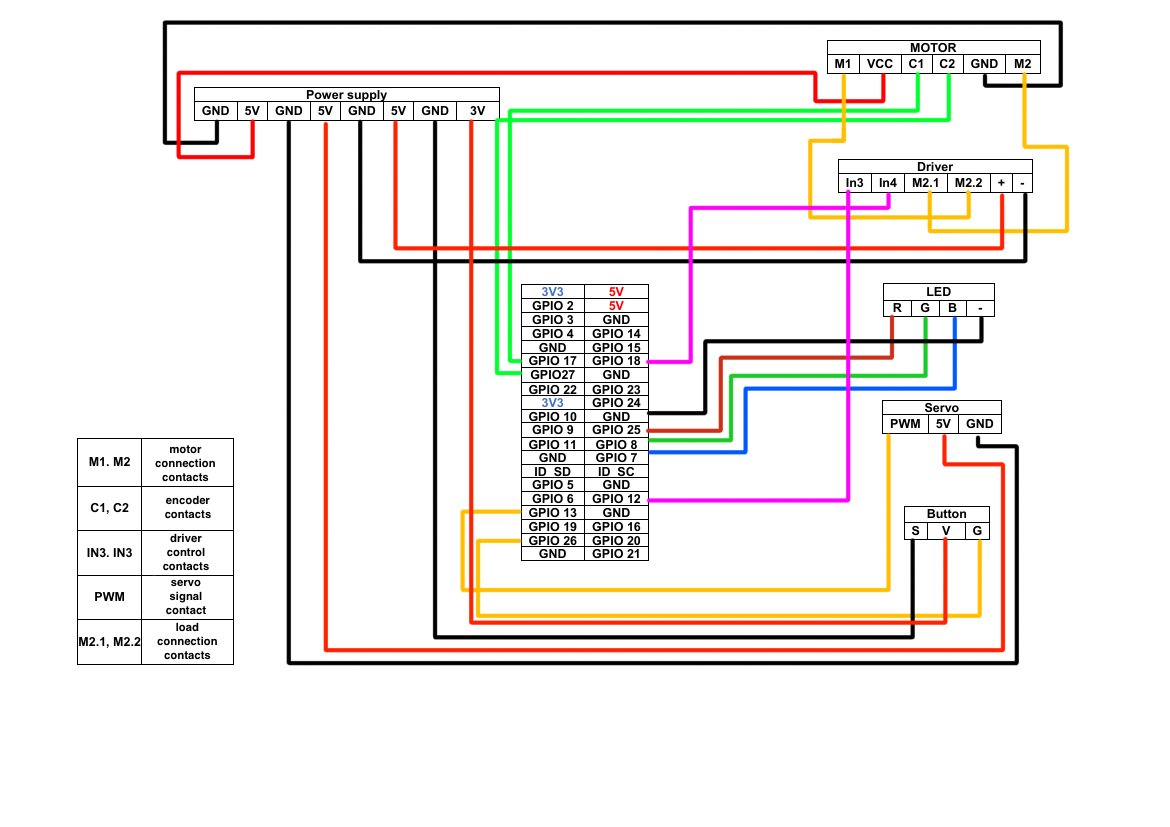 MOTOR
M1 VCC C1 C2 GND M2
Power supply
GND 5V GND 5V GND 5V GND 3V
Driver
In3 In4 M2.1 M2.2 + -
3V3 5V
GPIO 2 5V
GPIO 3 GND
GPIO 4 GPIO 14
GND GPIO 15
GPIO 17 GPIO 18
GPIO27 GND
GPIO 22 GPIO 23
3V3 GPIO 24
GPIO 10 GND
GPIO 9 GPIO 25
GPIO 11 GPIO 8
GND GPIO 7
ID_SD ID_SC
GPIO 5 GND
GPIO 6 GPIO 12
GPIO 13 GND
GPIO 19 GPIO 16
GPIO 26 GPIO 20
GND GPIO 21
LED
R G B -
Servo
PWM 5V GND
Button
S V G
M1. M2
motor
connection
contacts
C1, C2
encoder
contacts
IN3. IN3
driver
control
contacts
PWM
servo
signal
contact
M2.1, M2.2
load
connection
contacts